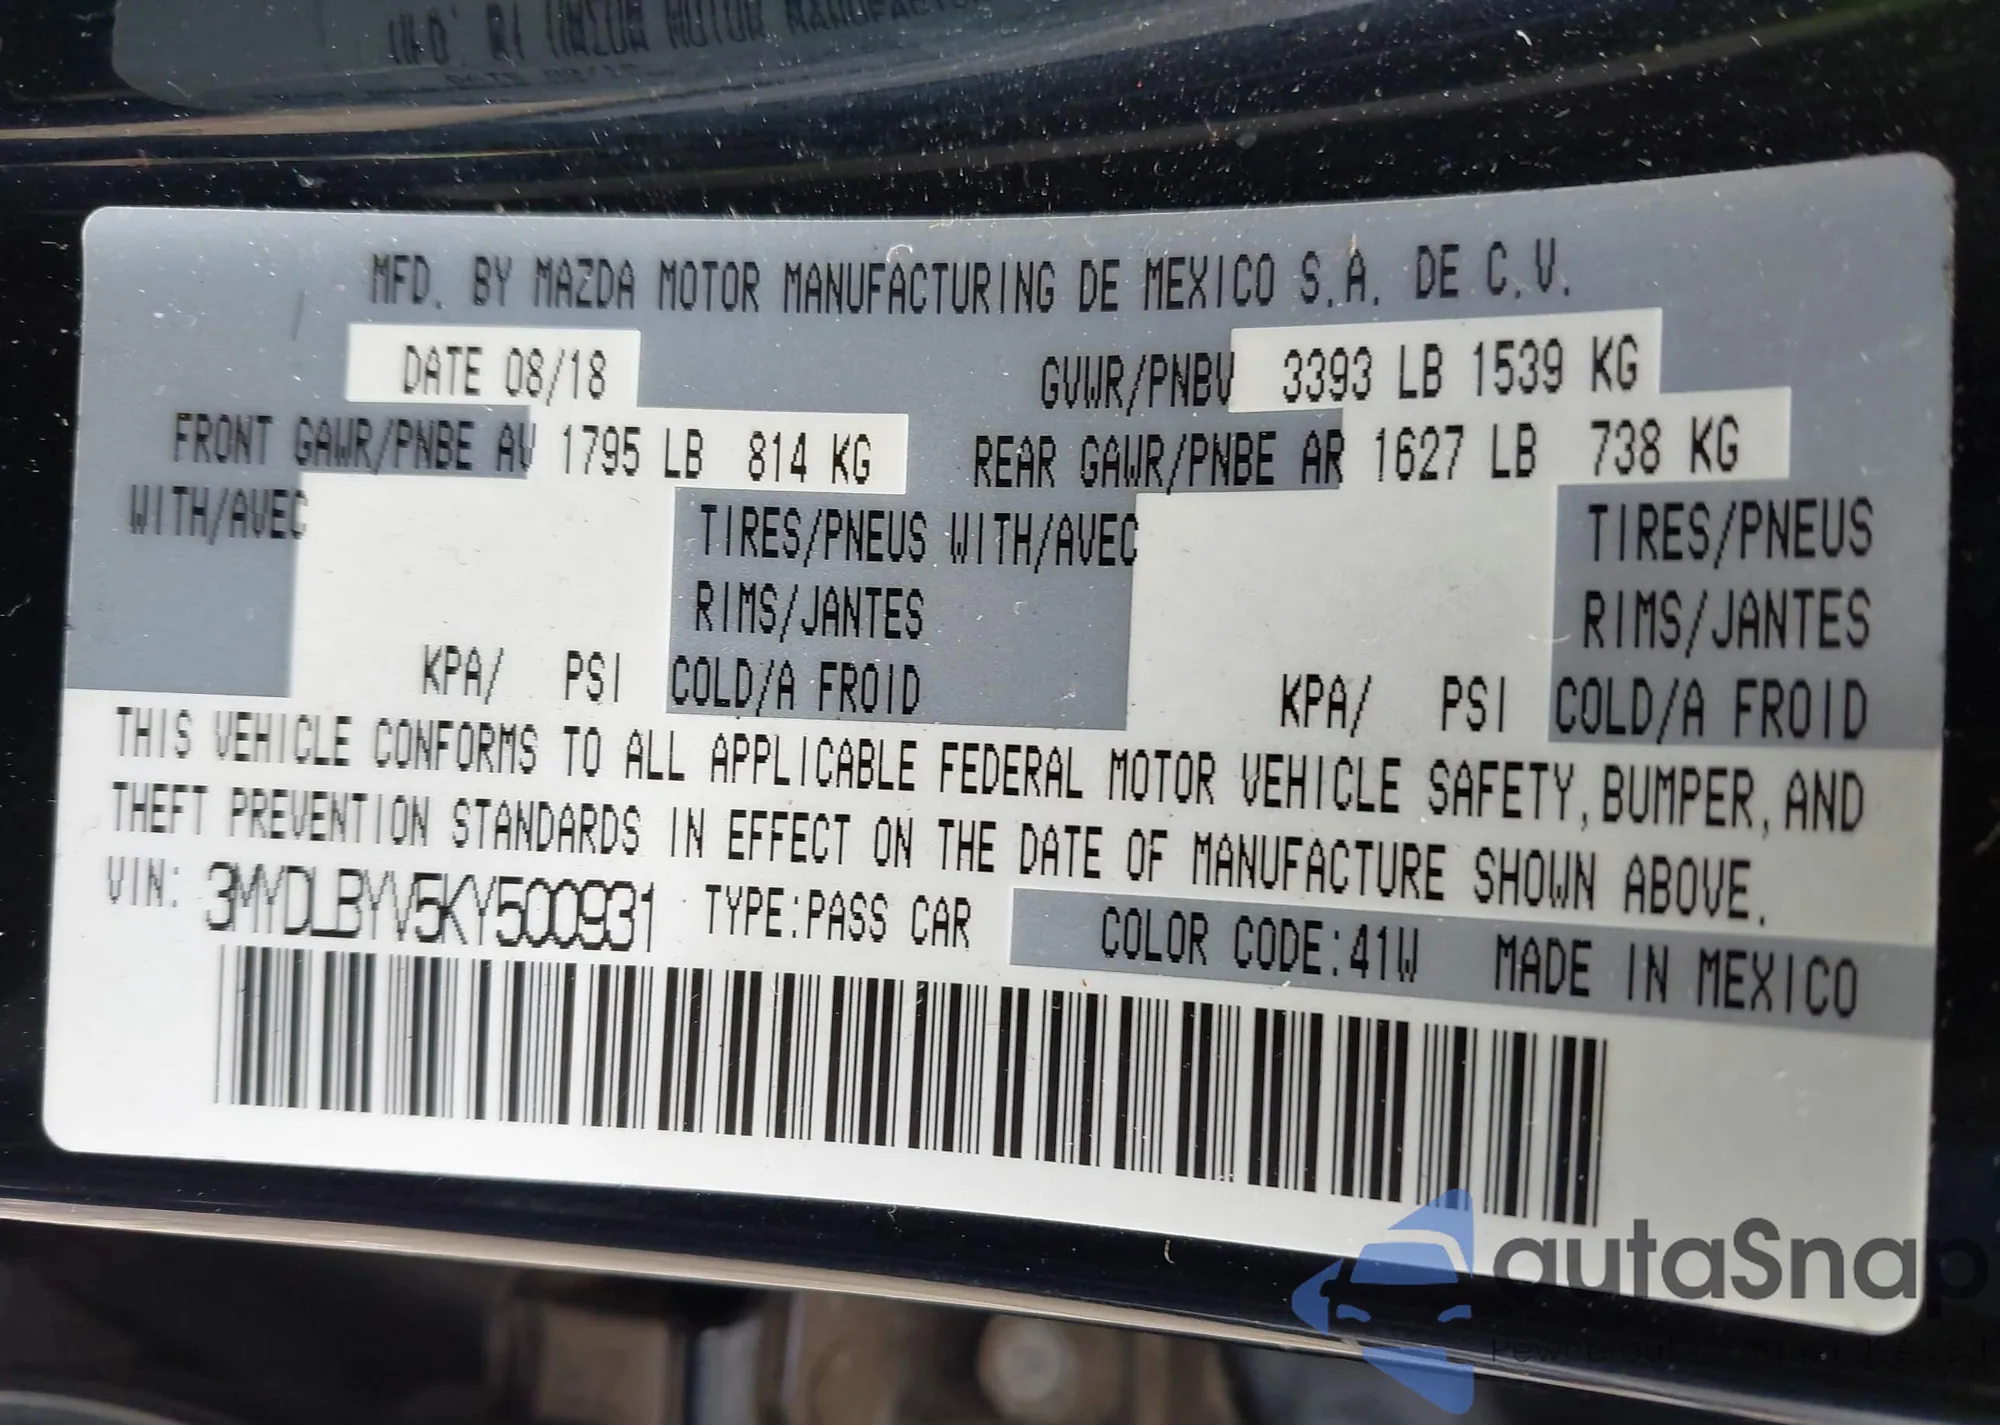 MFD. BY MAZDA MOTOR MANUFACTURING DE MEXICO S.A. DE C.V.
DATE 08/18 GVWR/PNBV 3393 LB 1539 KG
FRONT GAWR/PNBE AV 1795 LB 814 KG REAR GAWR/PNBE AR 1627 LB 738 KG
WITH/AVEC TIRES/PNEUS WITH/AVEC TIRES/PNEUS
RIMS/JANTES RIMS/JANTES
KPA/ PSI COLD/A FROID KPA/ PSI COLD/A FROID
THIS VEHICLE CONFORMS TO ALL APPLICABLE FEDERAL MOTOR VEHICLE SAFETY, BUMPER, AND
THEFT PREVENTION STANDARDS IN EFFECT ON THE DATE OF MANUFACTURE SHOWN ABOVE.
VIN: 3MYDLBYV5KY500931 TYPE:PASS CAR COLOR CODE:41W MADE IN MEXICO
autaSnap